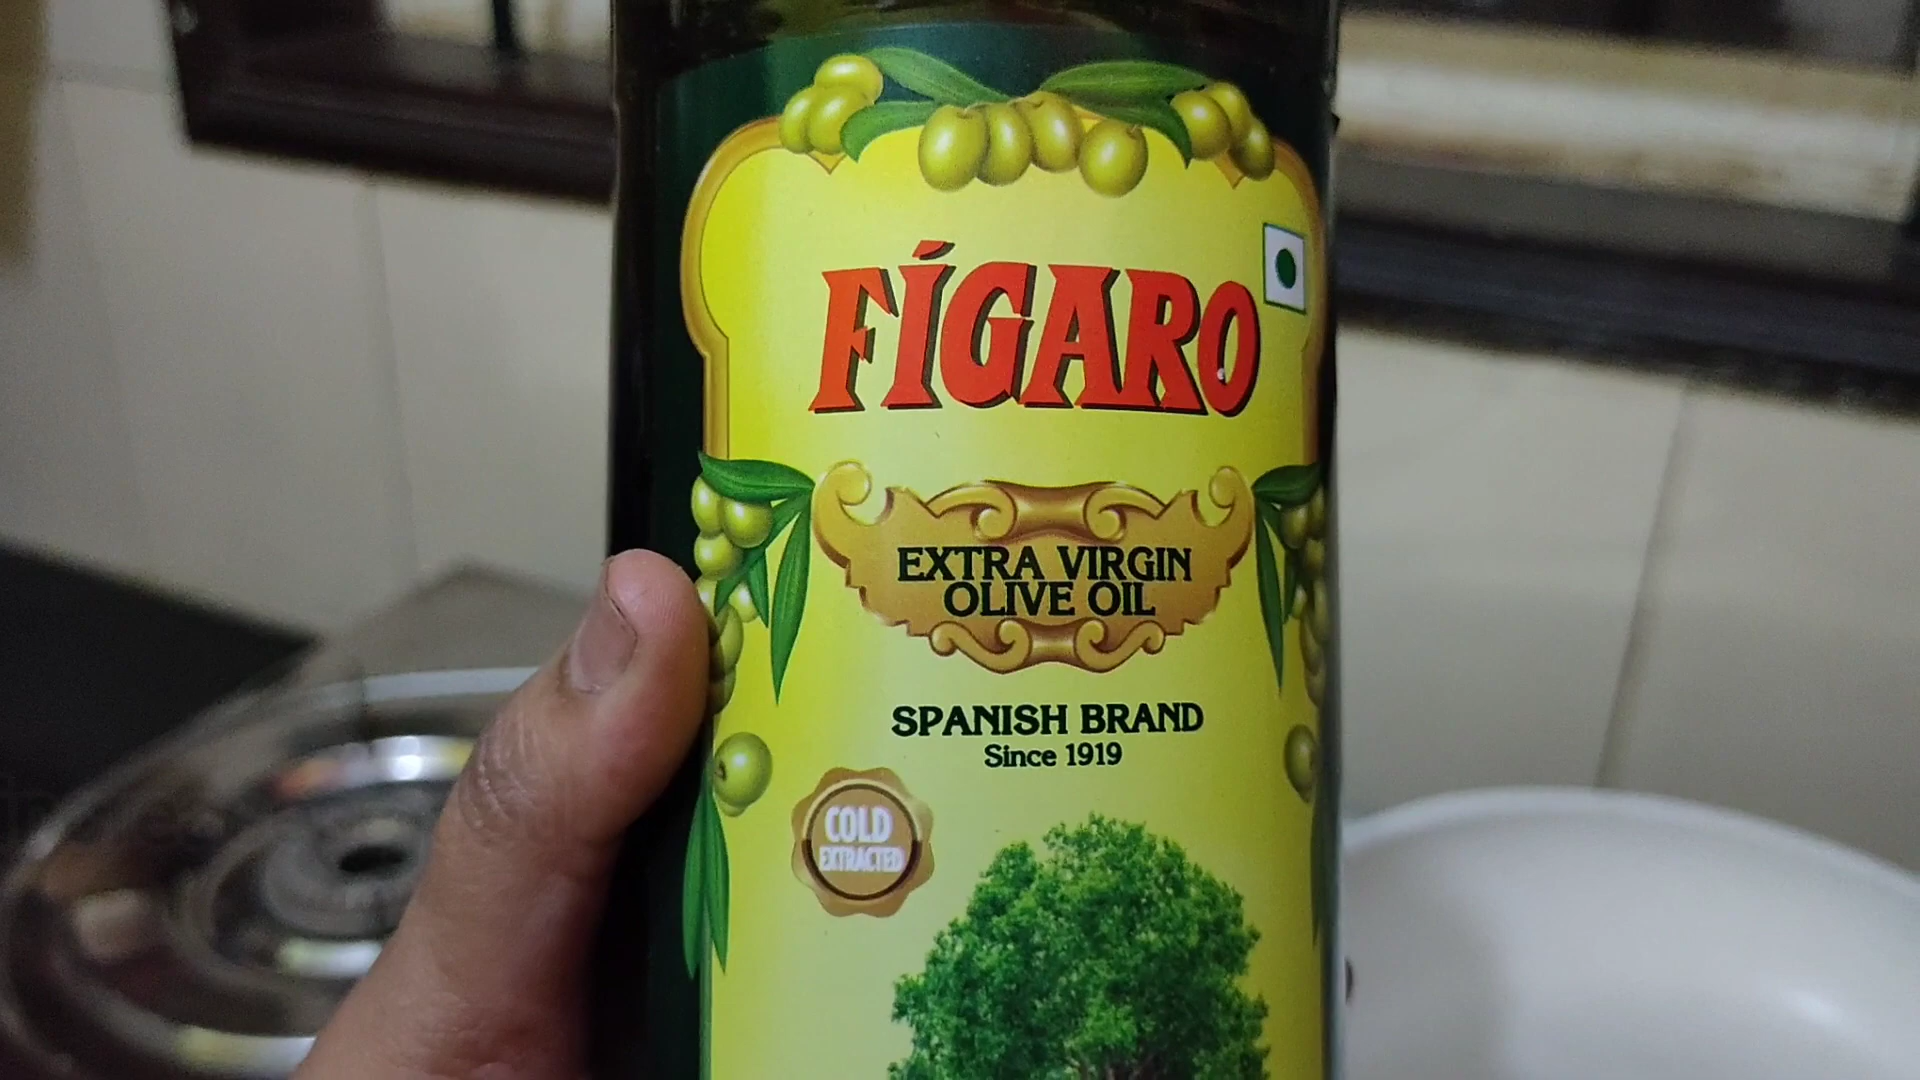 FÍGARO
EXTRA VIRGIN
OLIVE OIL
SPANISH BRAND
Since 1919
COLD
EXTRACTED